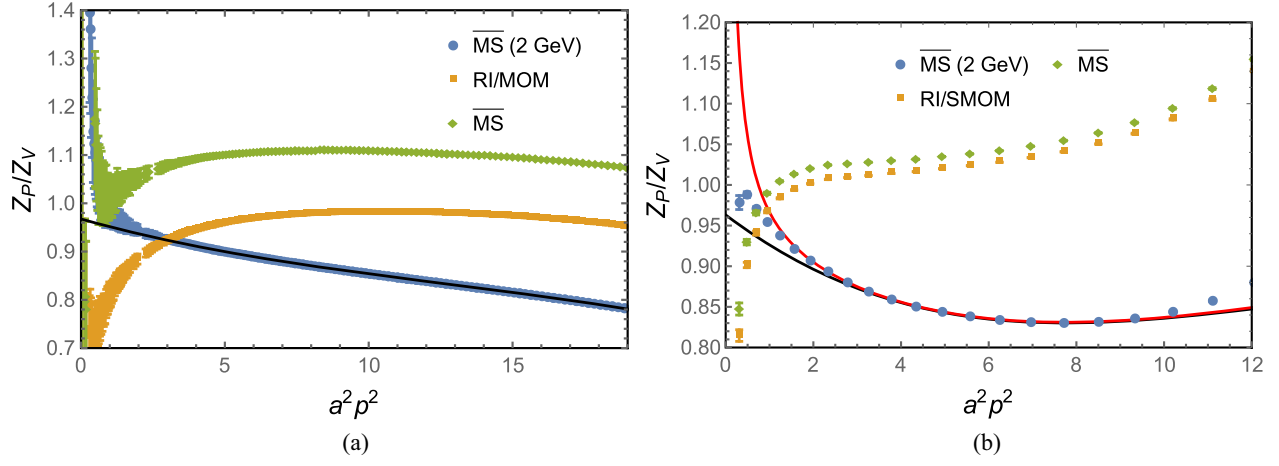 1.4
1.3
1.2
1.1
1.0
0.9
0.8
0.7
Z_P/Z_V
0
5
10
15
a²p²
MS (2 GeV)
RI/MOM
MS
(a)
1.20
1.15
1.10
1.05
1.00
0.95
0.90
0.85
0.80
Z_P/Z_V
0
2
4
6
8
10
12
a²p²
MS (2 GeV)
MS
RI/SMOM
(b)